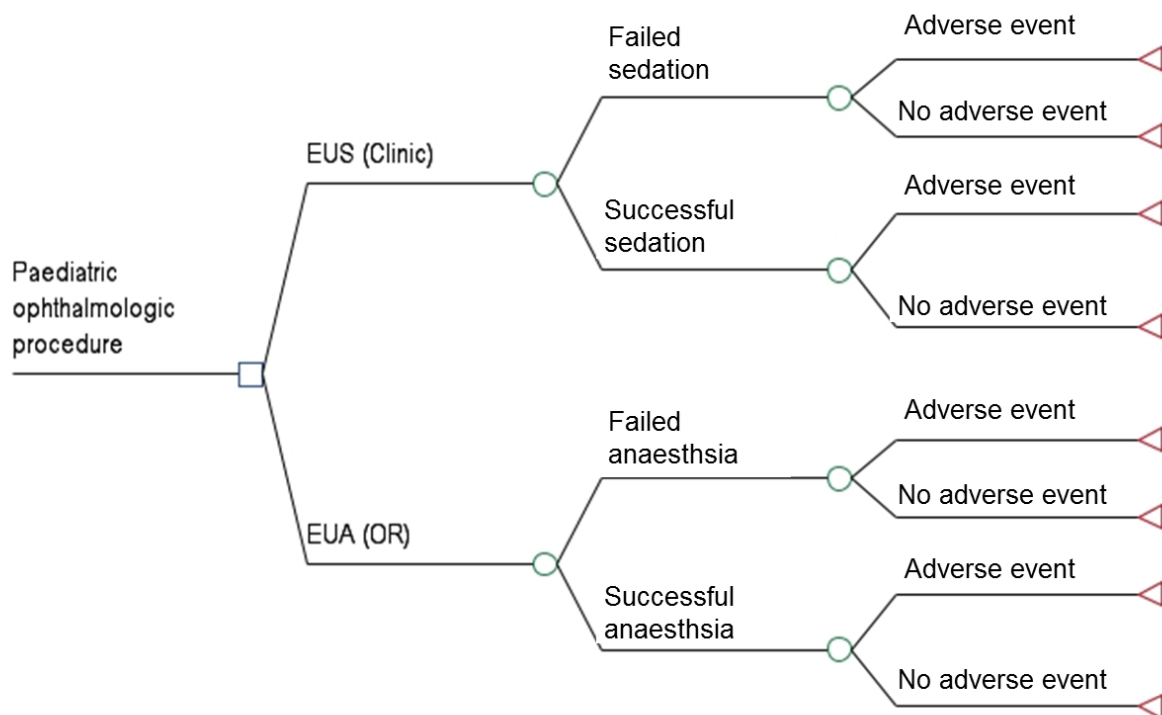 Paediatric
ophthalmologic
procedure
EUS (Clinic)
Failed
sedation
Adverse event
No adverse event
Successful
sedation
Adverse event
No adverse event
EUA (OR)
Failed
anaesthsia
Adverse event
No adverse event
Successful
anaesthsia
Adverse event
No adverse event